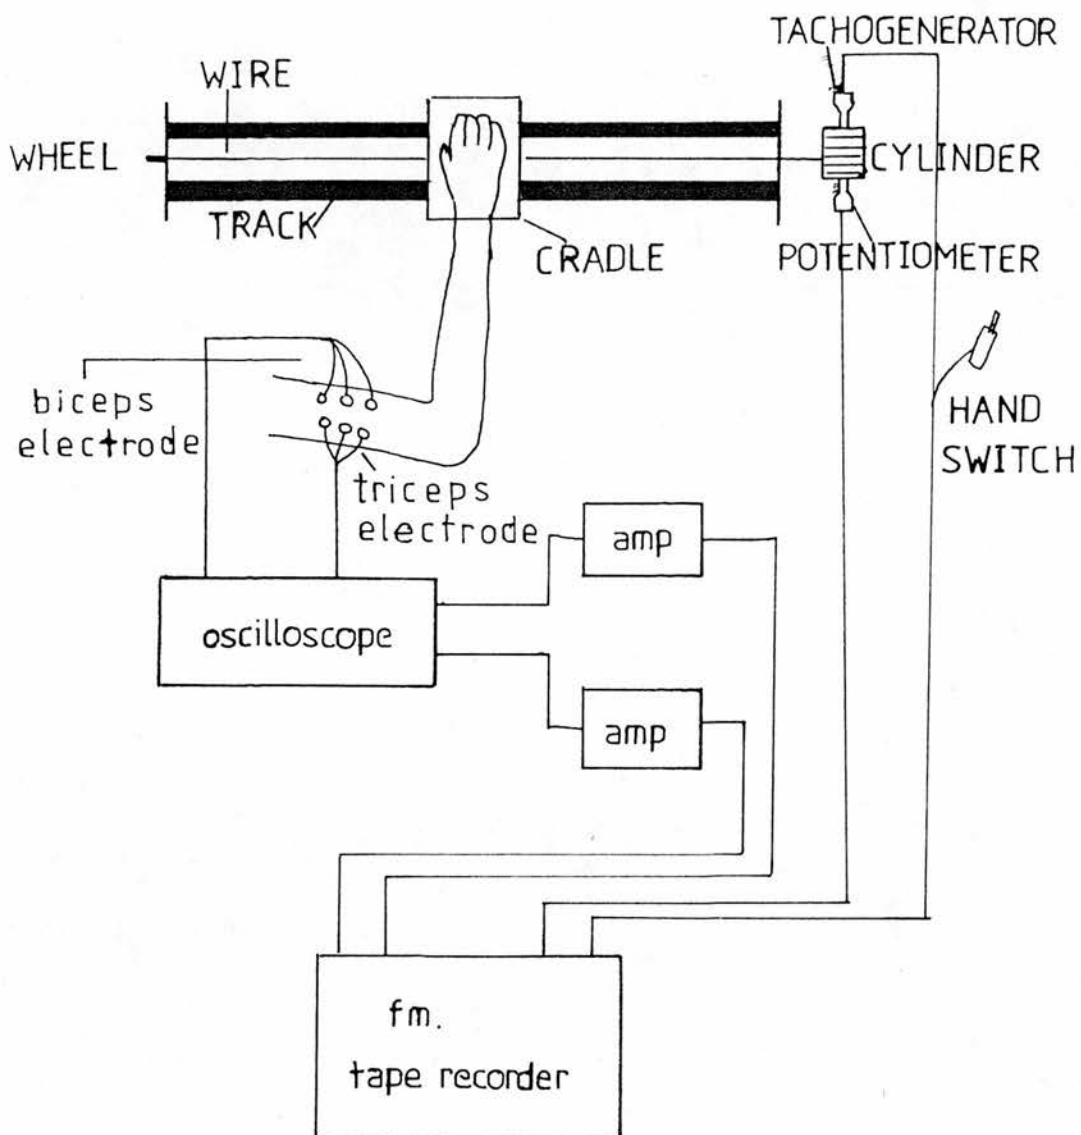 TACHOGENERATOR
WIRE
WHEEL
CYLINDER
TRACK
CRADLE
POTENTIOMETER
biceps
electrode
HAND
SWITCH
triceps
electrode
amp
oscilloscope
amp
fm.
tape recorder